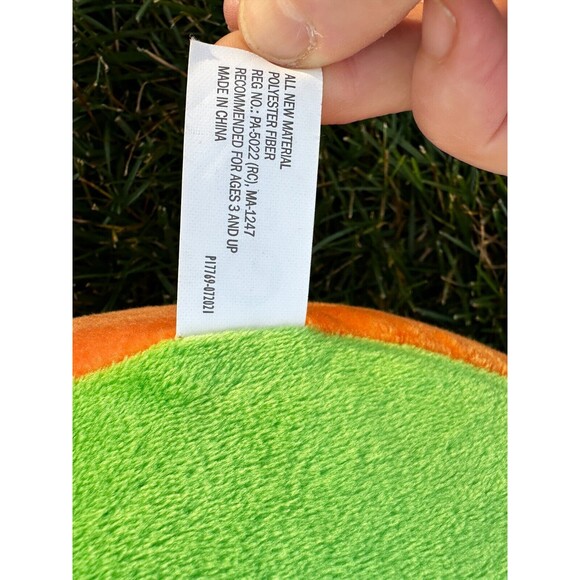 ALL NEW MATERIAL
POLYESTER FIBER
REG NO.: PA-5022 (RC), MA-1247
RECOMMENDED FOR AGES 3 AND UP
MADE IN CHINA
P17769-072021